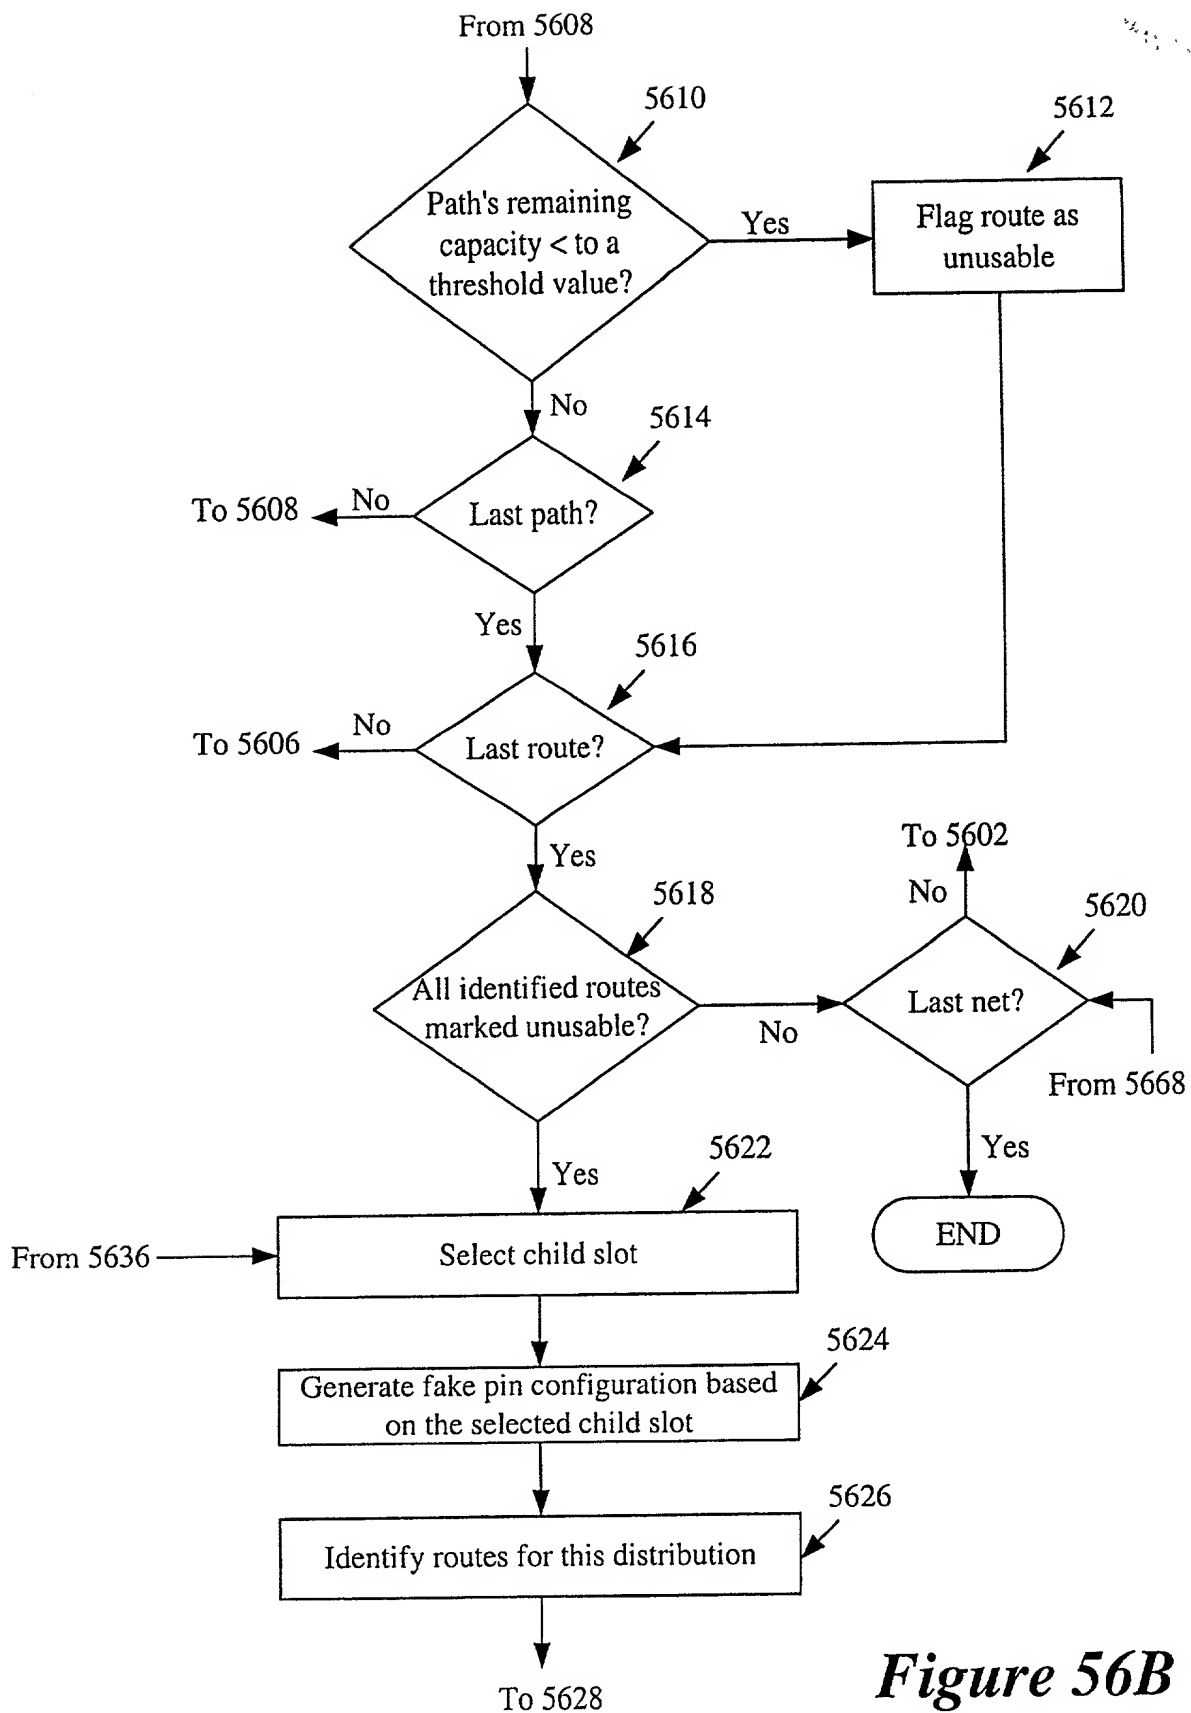 From 5608
5610
5612
Path's remaining
capacity < to a
threshold value?
Yes
Flag route as
unusable
No
5614
To 5608
No
Last path?
Yes
5616
To 5606
No
Last route?
Yes
To 5602
No
5618
5620
All identified routes
marked unusable?
No
Last net?
From 5668
Yes
Yes
5622
END
From 5636
Select child slot
5624
Generate fake pin configuration based
on the selected child slot
5626
Identify routes for this distribution
To 5628
Figure 56B